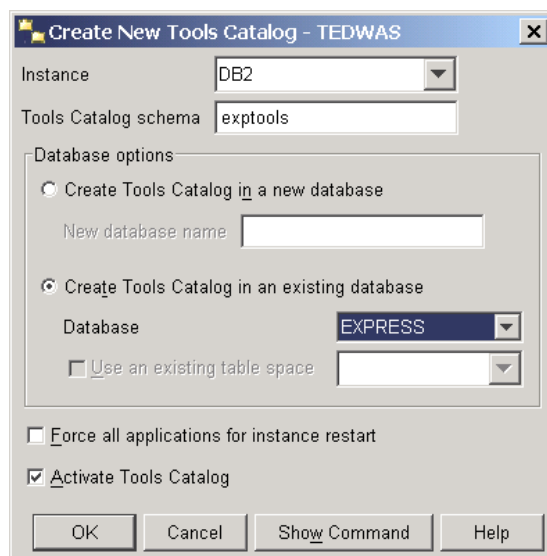 Create New Tools Catalog - TEDWAS
Instance DB2
Tools Catalog schema exptools
Database options
Create Tools Catalog in a new database
New database name
Create Tools Catalog in an existing database
Database EXPRESS
Use an existing table space
Force all applications for instance restart
Activate Tools Catalog
OK Cancel Show Command Help